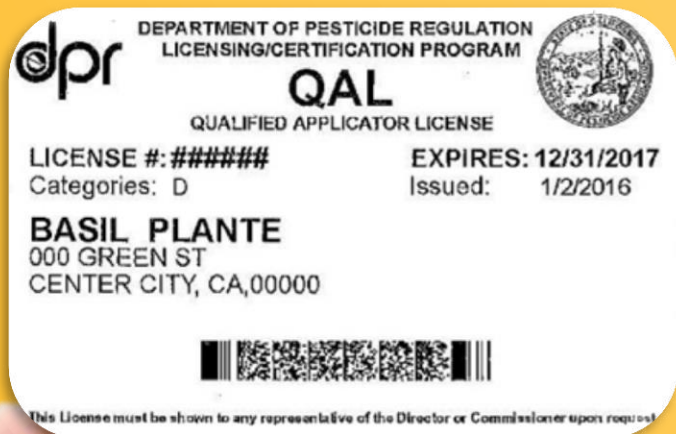 dpr
DEPARTMENT OF PESTICIDE REGULATION
LICENSING/CERTIFICATION PROGRAM
QAL
QUALIFIED APPLICATOR LICENSE
LICENSE #: ######
EXPIRES: 12/31/2017
Categories: D
Issued: 1/2/2016
BASIL PLANTE
000 GREEN ST
CENTER CITY, CA,00000
This License must be shown to any representative of the Director or Commissioner upon request